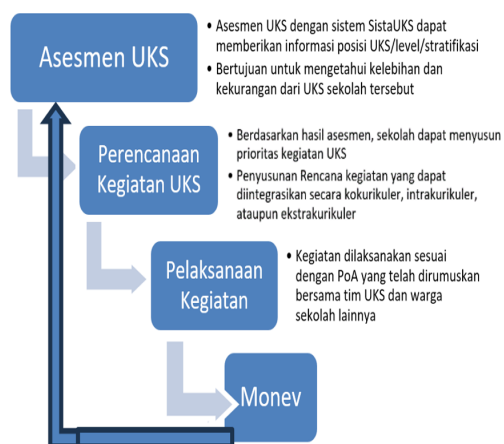 Asesmen UKS
• Asesmen UKS dengan sistem SistaUKS dapat
memberikan informasi posisi UKS/level/stratifikasi
• Bertujuan untuk mengetahui kelebihan dan
kekurangan dari UKS sekolah tersebut
Perencanaan
Kegiatan UKS
• Berdasarkan hasil asesmen, sekolah dapat menyusun
prioritas kegiatan UKS
• Penyusunan Rencana kegiatan yang dapat
diintegrasikan secara kokurikuler, intrakurikuler,
ataupun ekstrakurikuler
Pelaksanaan
Kegiatan
• Kegiatan dilaksanakan sesuai
dengan PoA yang telah dirumuskan
bersama tim UKS dan warga
sekolah lainnya
Monev